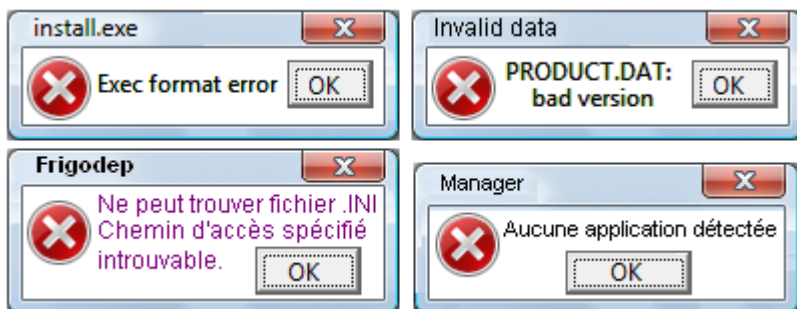 install.exe
Exec format error
OK
Invalid data
PRODUCT.DAT:
bad version
OK
Frigodep
Ne peut trouver fichier .INI
Chemin d'accès spécifié
introuvable.
OK
Manager
Aucune application détectée
OK